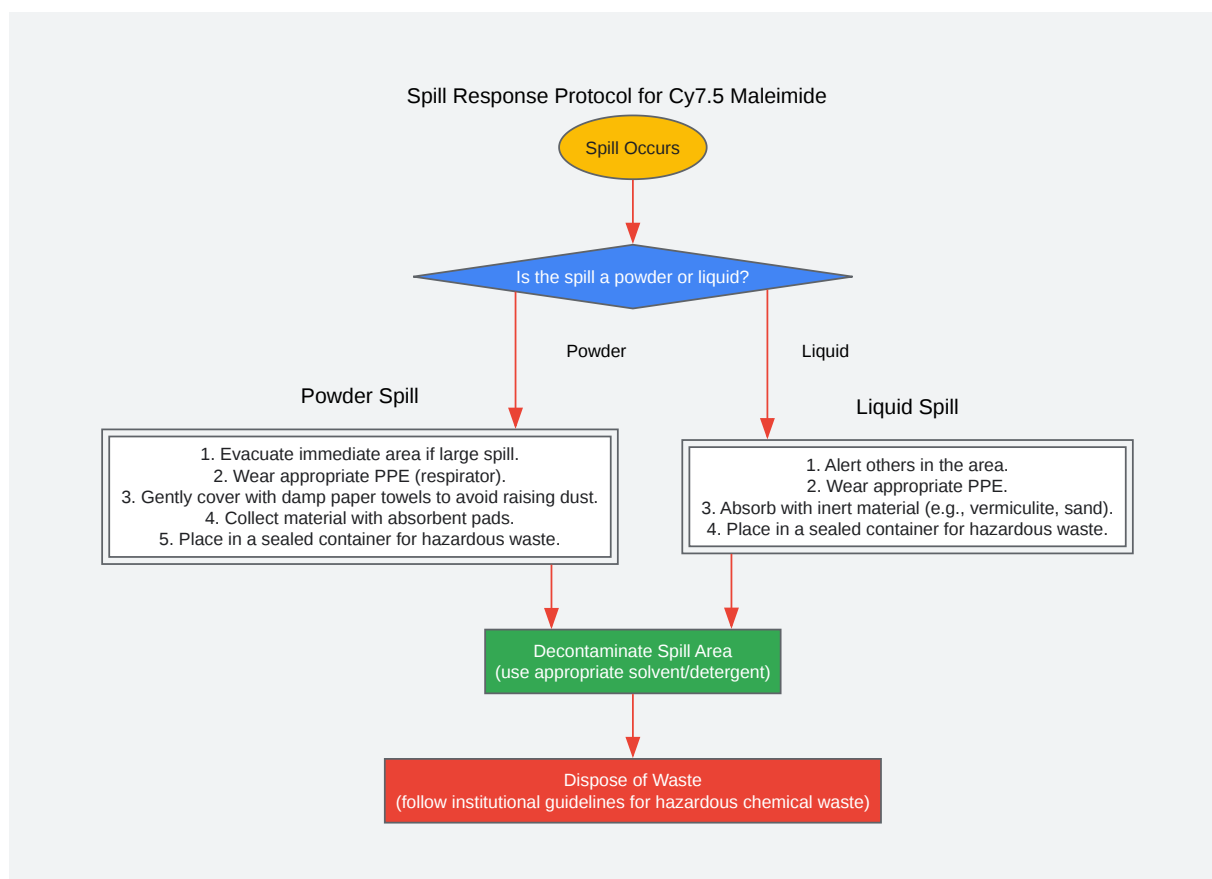 Spill Response Protocol for Cy7.5 Maleimide
Spill Occurs
Is the spill a powder or liquid?
Powder
Liquid
Powder Spill
1. Evacuate immediate area if large spill.
2. Wear appropriate PPE (respirator).
3. Gently cover with damp paper towels to avoid raising dust.
4. Collect material with absorbent pads.
5. Place in a sealed container for hazardous waste.
Liquid Spill
1. Alert others in the area.
2. Wear appropriate PPE.
3. Absorb with inert material (e.g., vermiculite, sand).
4. Place in a sealed container for hazardous waste.
Decontaminate Spill Area
(use appropriate solvent/detergent)
Dispose of Waste
(follow institutional guidelines for hazardous chemical waste)